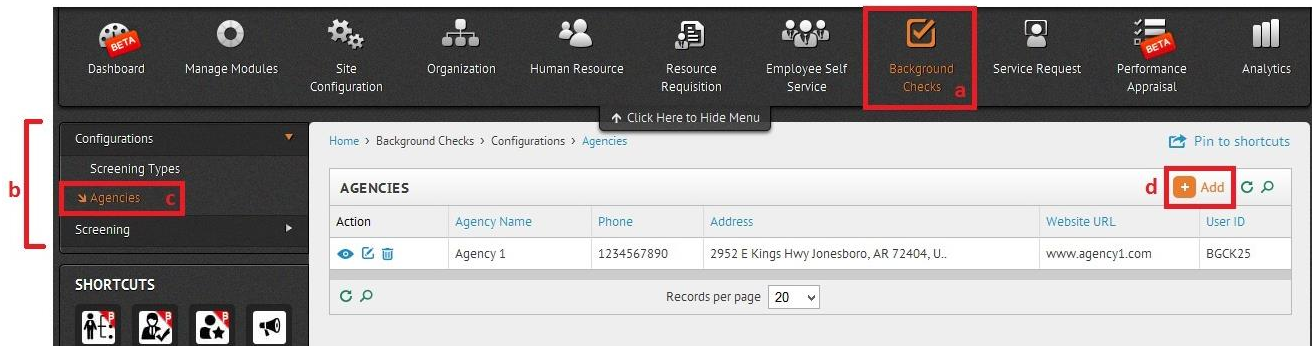 BETA
BETA
Dashboard Manage Modules Site Configuration Organization Human Resource Resource Requisition Employee Self Service Background Checks a Service Request Performance Appraisal Analytics
Click Here to Hide Menu
b
Configurations
Screening Types
Agencies c
Screening
SHORTCUTS
B B B
Home > Background Checks > Configurations > Agencies
Pin to shortcuts
AGENCIES
d + Add
Action Agency Name Phone Address Website URL User ID
Agency 1 1234567890 2952 E Kings Hwy Jonesboro, AR 72404, U.. www.agency1.com BGCK25
Records per page 20